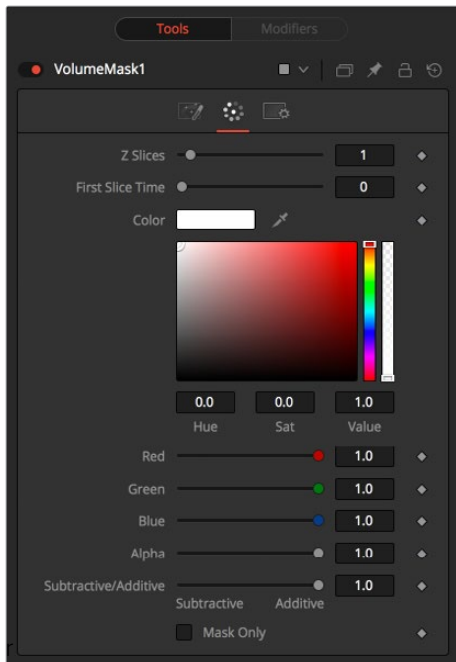 Tools Modifiers
VolumeMask1
Z Slices 1
First Slice Time 0
Color
0.0 0.0 1.0
Hue Sat Value
Red 1.0
Green 1.0
Blue 1.0
Alpha 1.0
Subtractive/Additive 1.0
Subtractive Additive
Mask Only